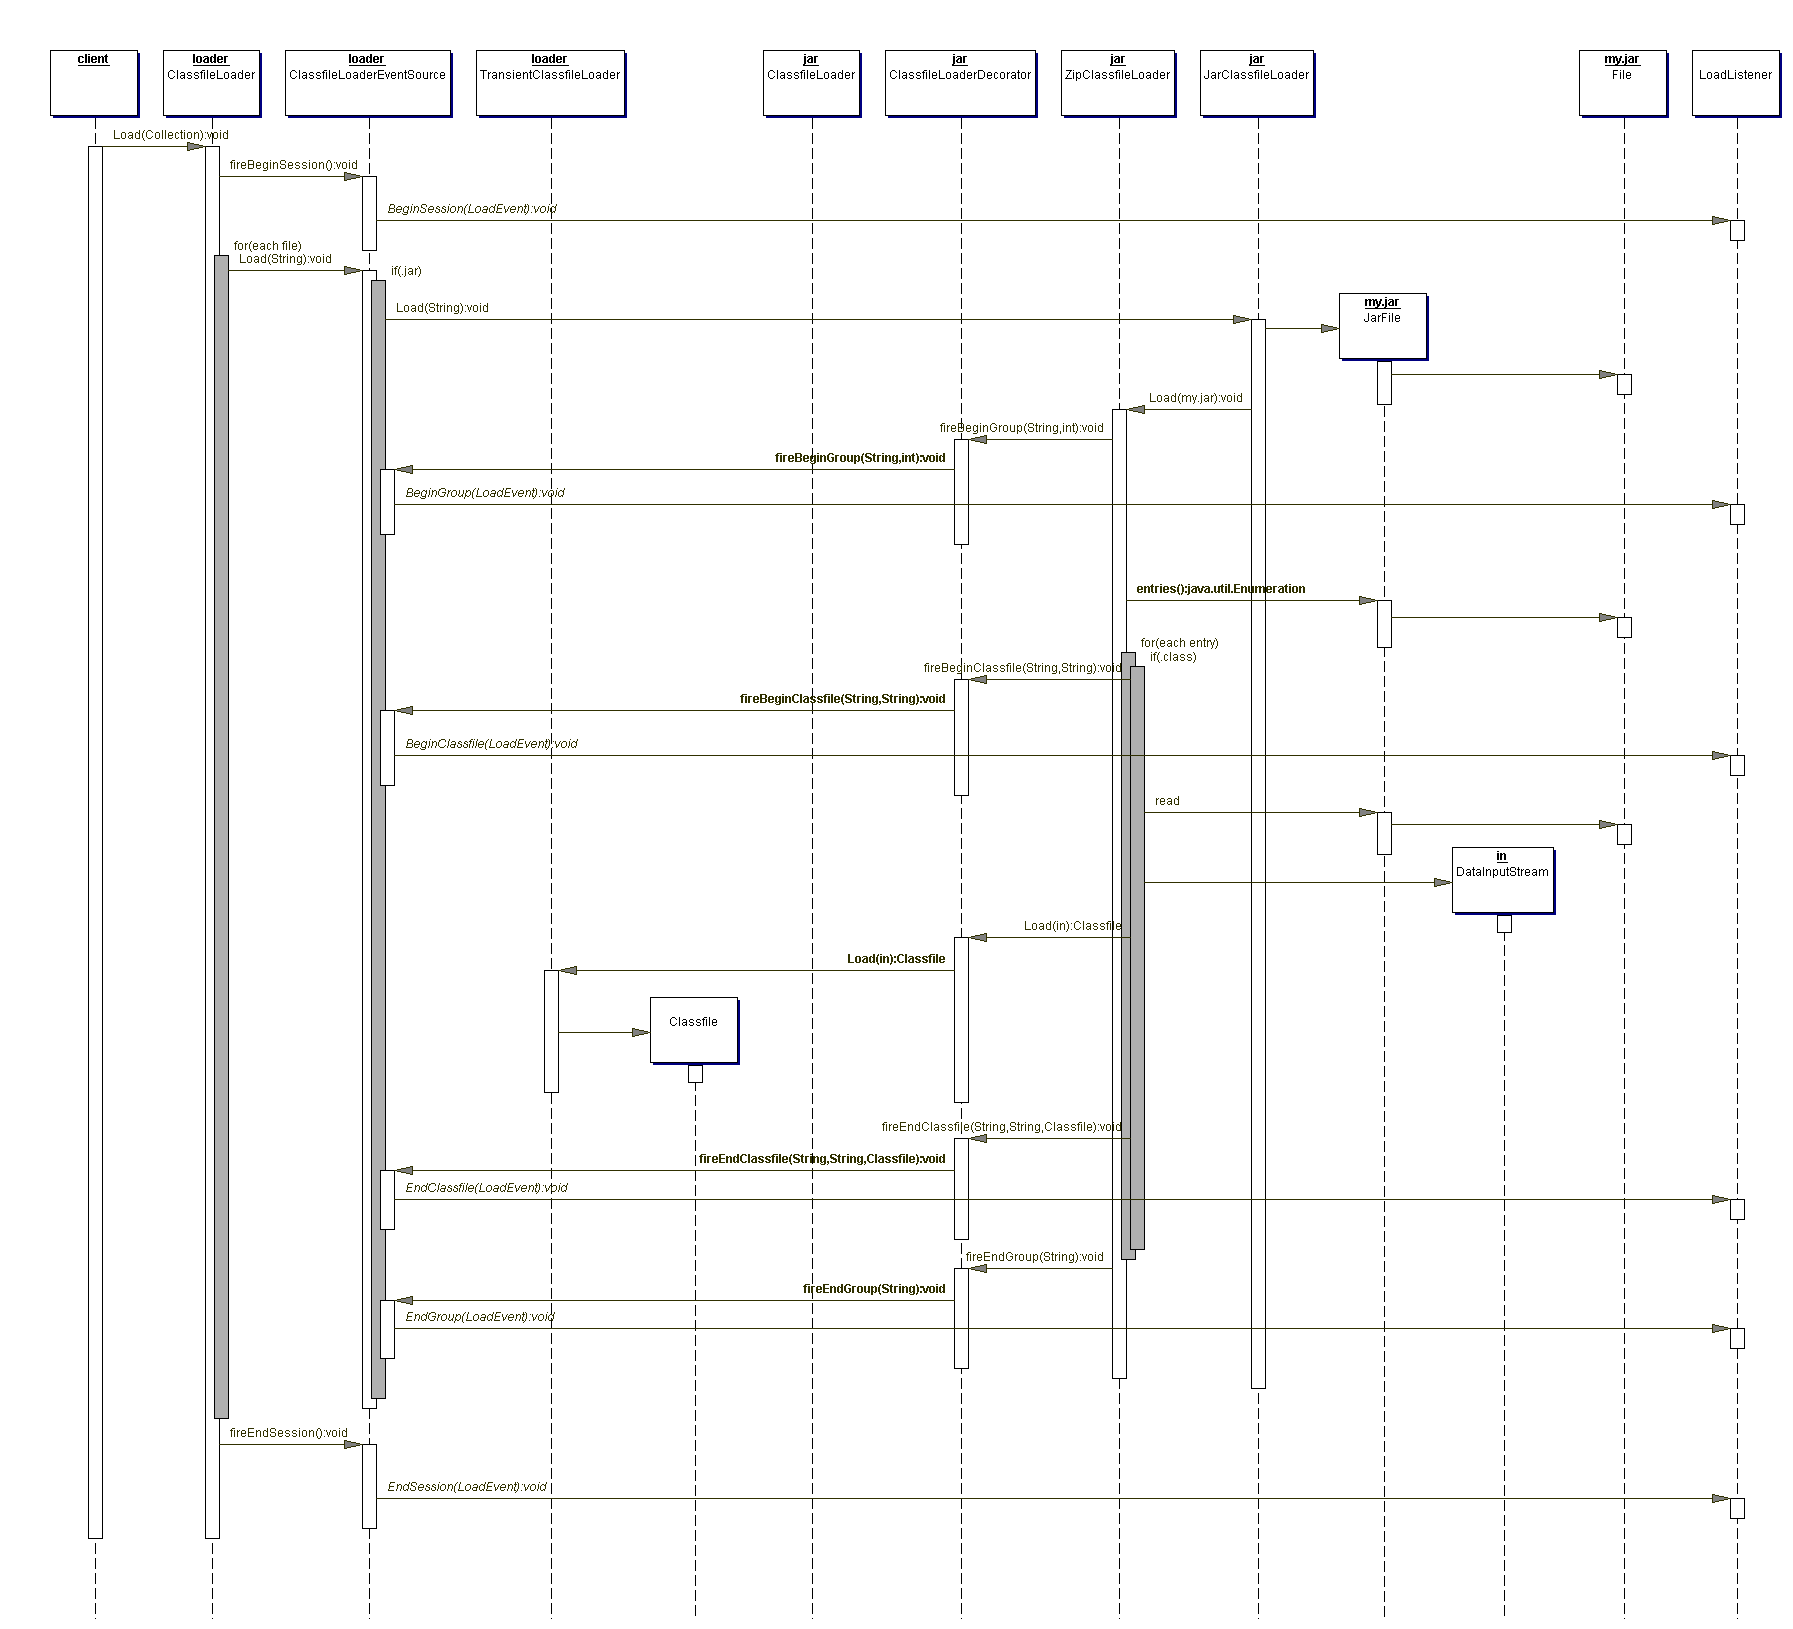 client
loader
ClassfileLoader
loader
ClassfileLoaderEventSource
loader
TransientClassfileLoader
jar
ClassfileLoader
jar
ClassfileLoaderDecorator
jar
ZipClassfileLoader
jar
JarClassfileLoader
my.jar
File
LoadListener
Load(Collection):void
fireBeginSession():void
BeginSession(LoadEvent):void
for(each file)
Load(String):void
if(.jar)
Load(String):void
my.jar
JarFile
Load(my.jar):void
fireBeginGroup(String,int):void
fireBeginGroup(String,int):void
BeginGroup(LoadEvent):void
entries():java.util.Enumeration
for(each entry)
if(.class)
fireBeginClassfile(String,String):void
fireBeginClassfile(String,String):void
BeginClassfile(LoadEvent):void
read
in
DataInputStream
Load(in):Classfile
Load(in):Classfile
Classfile
fireEndClassfile(String,String,Classfile):void
fireEndClassfile(String,String,Classfile):void
EndClassfile(LoadEvent):void
fireEndGroup(String):void
fireEndGroup(String):void
EndGroup(LoadEvent):void
fireEndSession():void
EndSession(LoadEvent):void